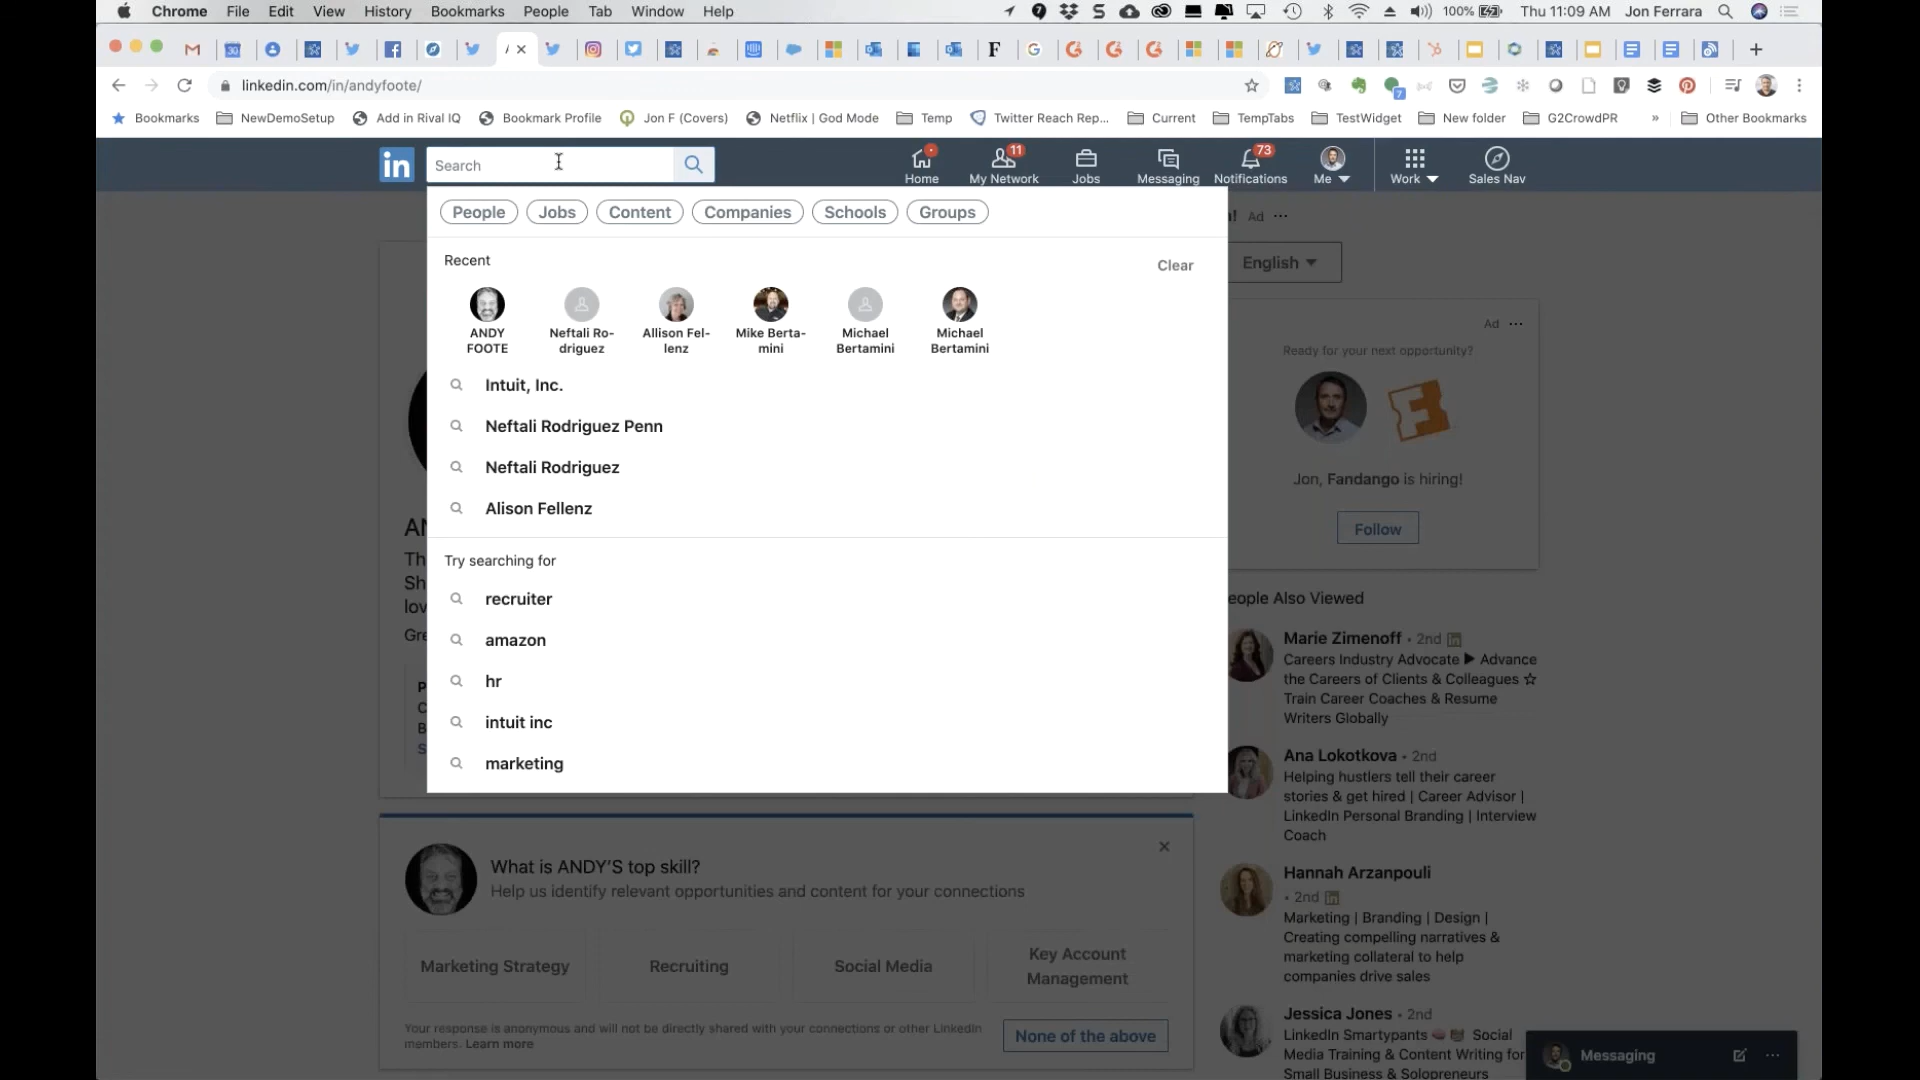 Chrome File Edit View History Bookmarks People Tab Window Help
100% Thu 11:09 AM Jon Ferrara
linkedin.com/in/andyfoote/
Bookmarks NewDemoSetup Add in Rival IQ Bookmark Profile Jon F (Covers) Netflix | God Mode Temp Twitter Reach Rep... Current TempTabs TestWidget New folder G2CrowdPR » Other Bookmarks
in Search
Home My Network 11 Jobs Messaging Notifications 73 Me Work Sales Nav
People Jobs Content Companies Schools Groups
Ad
Recent
Clear
English
ANDY FOOTE
Neftali Ro-driguez
Allison Fel-lenz
Mike Berta-mini
Michael Bertamini
Michael Bertamini
Intuit, Inc.
Neftali Rodriguez Penn
Neftali Rodriguez
Alison Fellenz
Try searching for
recruiter
amazon
hr
intuit inc
marketing
Ad
Ready for your next opportunity?
Jon, Fandango is hiring!
Follow
eople Also Viewed
Marie Zimenoff • 2nd
Careers Industry Advocate ▶ Advance
the Careers of Clients & Colleagues ☆
Train Career Coaches & Resume
Writers Globally
Ana Lokotkova • 2nd
Helping hustlers tell their career
stories & get hired | Career Advisor |
LinkedIn Personal Branding | Interview
Coach
Hannah Arzanpouli
• 2nd
Marketing | Branding | Design |
Creating compelling narratives &
marketing collateral to help
companies drive sales
Jessica Jones • 2nd
LinkedIn Smartypants Social
Media Training & Content Writing for
Small Business & Solopreneurs
What is ANDY'S top skill?
Help us identify relevant opportunities and content for your connections
Marketing Strategy
Recruiting
Social Media
Key Account
Management
Your response is anonymous and will not be directly shared with your connections or other LinkedIn
members. Learn more
None of the above
Messaging